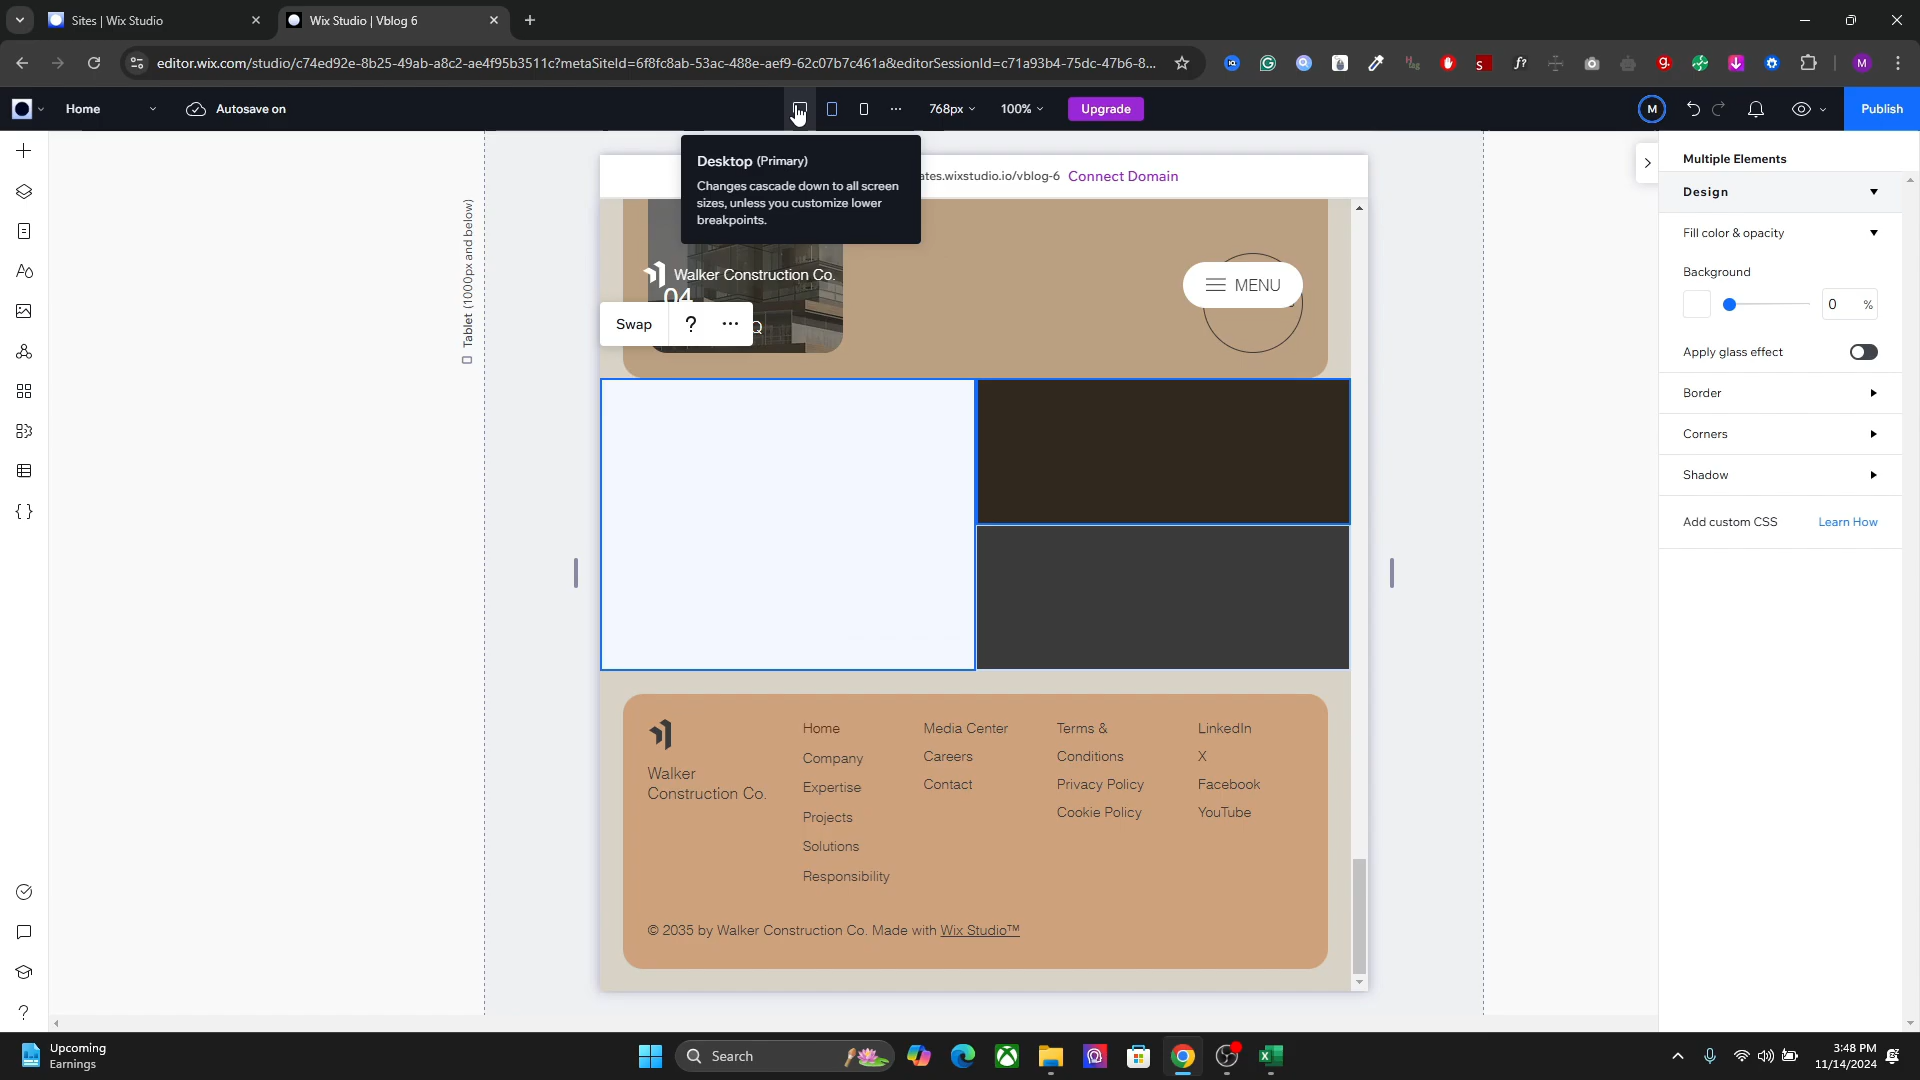 Sites | Wix Studio
Wix Studio | Vblog 6
editor.wix.com/studio/c74ed92e-8b25-49ab-a8c2-ae4f95b3511c?metaSiteId=6f8fc8ab-53ac-488e-aef9-62c07b7c461a&editorSessionId=c71a93b4-75dc-47b6-8...
Home
Autosave on
768px
100%
Upgrade
M
Publish
Desktop (Primary)
Changes cascade down to all screen
sizes, unless you customize lower
breakpoints.
ates.wixstudio.io/vblog-6 Connect Domain
Tablet (1000px and below)
Walker Construction Co.
MENU
04
Swap
?
Q
Multiple Elements
Design
Fill color & opacity
Background
0 %
Apply glass effect
Border
Corners
Shadow
Add custom CSS
Learn How
Walker
Construction Co.
Home
Company
Expertise
Projects
Solutions
Responsibility
Media Center
Careers
Contact
Terms &
Conditions
Privacy Policy
Cookie Policy
LinkedIn
X
Facebook
YouTube
© 2035 by Walker Construction Co. Made with Wix Studio™
Upcoming
Earnings
Search
3:48 PM
11/14/2024